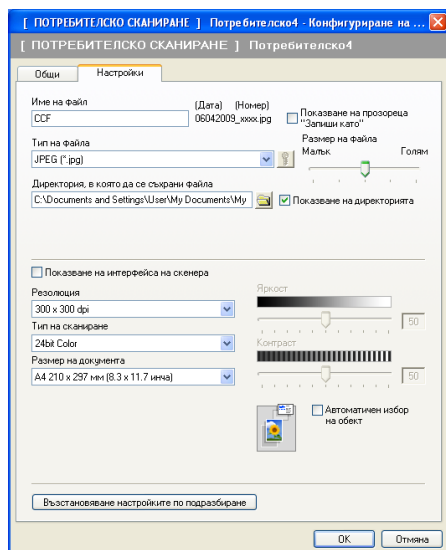 [ ПОТРЕБИТЕЛСКО СКАНИРАНЕ ] Потребителско4 - Конфигуриране на ...
[ ПОТРЕБИТЕЛСКО СКАНИРАНЕ ] Потребителско4
Общи Настройки
Име на файл (Дата) (Номер)
CCF 06042009_xxxx.jpg Показване на прозореца "Запиши като"
Тип на файла Размер на файла
JPEG (*.jpg) Малък Голям
Директория, в която да се съхрани файла
C:\Documents and Settings\User\My Documents\My Показване на директорията
Показване на интерфейса на скенера
Резолюция Яркост
300 x 300 dpi 50
Тип на сканиране
24bit Color Контраст
Размер на документа
A4 210 x 297 мм (8.3 x 11.7 инча) 50
Автоматичен избор на обект
Възстановяване настройките по подразбиране
OK Отмяна